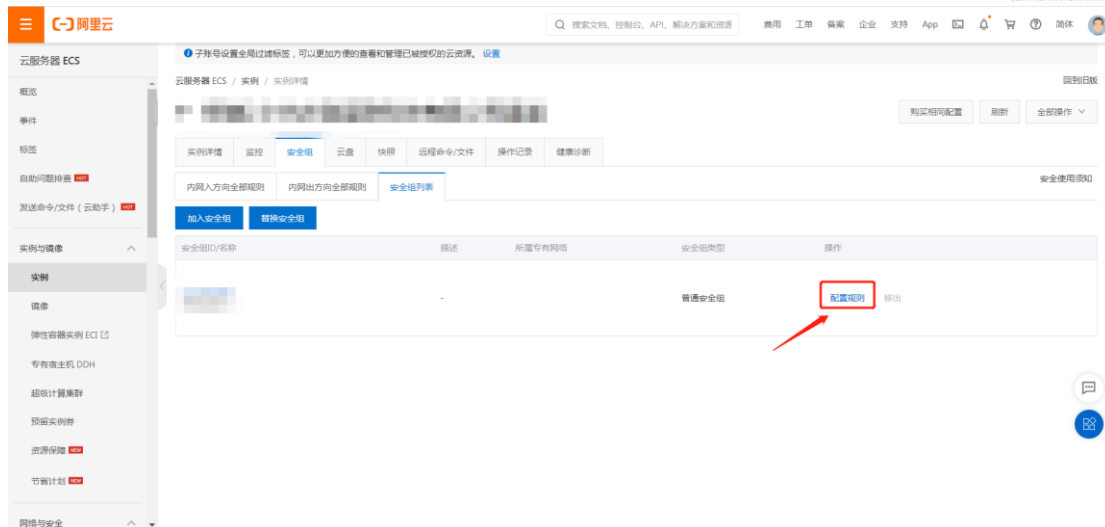 阿里云
搜索文档、控制台、API、解决方案和资源
费用 工单 备案 企业 支持 App 简体
云服务器 ECS
子账号设置全局过滤标签，可以更加方便的查看和管理已被授权的云资源。 设置
概览
云服务器 ECS / 实例 / 实例详情
回到旧版
事件
购买相同配置 刷新 全部操作
标签
实例详情 监控 安全组 云盘 快照 远程命令/文件 操作记录 健康诊断
自助问题排查 HOT
内网入方向全部规则 内网出方向全部规则 安全组列表
安全使用须知
发送命令/文件（云助手） HOT
加入安全组 替换安全组
实例与镜像
安全组ID/名称 描述 所属专有网络 安全组类型 操作
实例
镜像
- 普通安全组 配置规则 移出
弹性容器实例 ECI
专有宿主机 DDH
超级计算集群
预留实例券
资源保障 NEW
节省计划 NEW
网络与安全